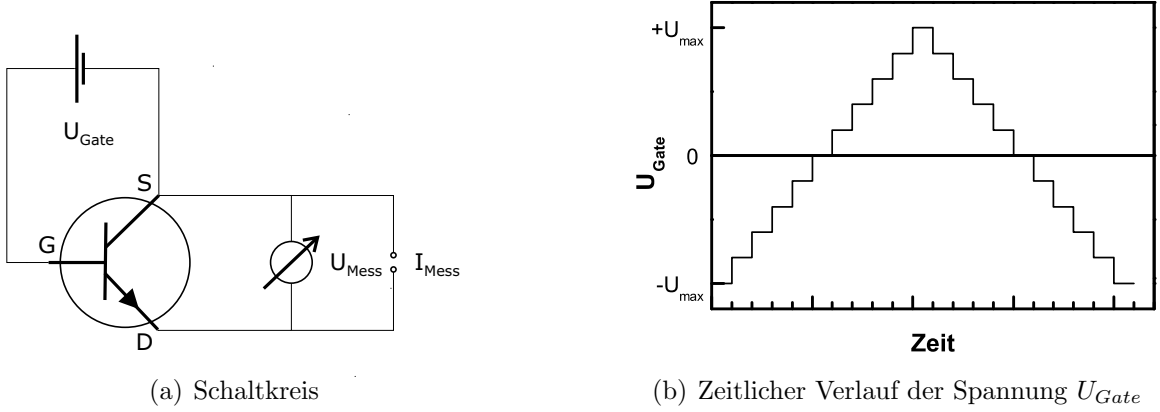 U_Gate
S
G
U_Mess
I_Mess
D
(a) Schaltkreis
+U_max
0
-U_max
U_Gate
Zeit
(b) Zeitlicher Verlauf der Spannung U_Gate